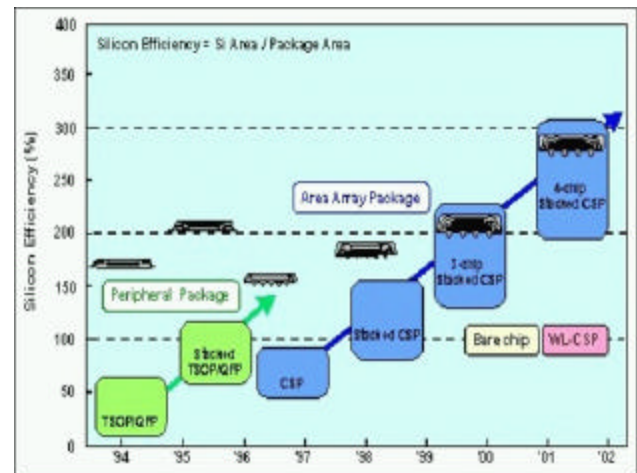 400
350
300
250
200
150
100
50
0
Silicon Efficiency (%)
Silicon Efficiency = Si Area / Package Area
Area Array Package
Peripheral Package
4-chip
Stacked CSP
Stacked CSP
Stacked CSP
Stacked
TSOP/QFP
Bare chip
WL-CSP
CSP
TSOP/QFP
'94
'95
'96
'97
'98
'99
'00
'01
'02